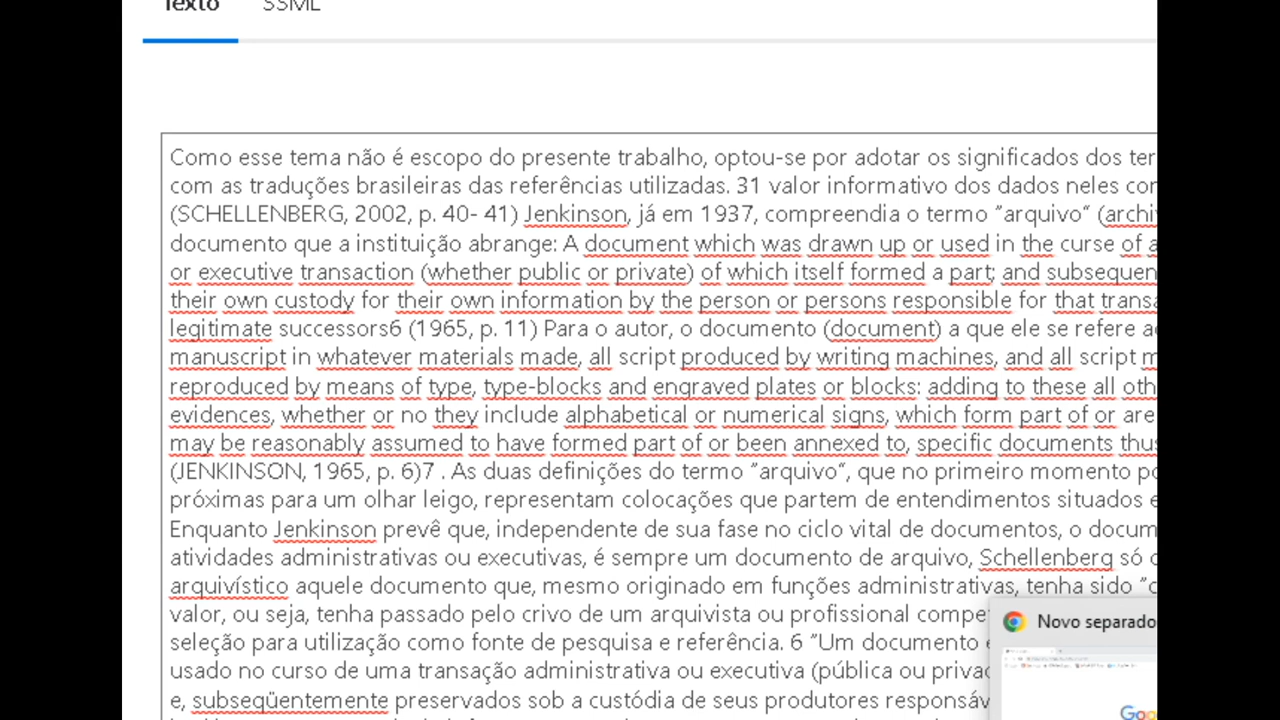 Texto SSML
Como esse tema não é escopo do presente trabalho, optou-se por adotar os significados dos
com as traduções brasileiras das referências utilizadas. 31 valor informativo dos dados neles
(SCHELLENBERG, 2002, p. 40- 41) Jenkinson, já em 1937, compreendia o termo "arquivo" (
documento que a instituição abrange: A document which was drawn up or used in the curse of
or executive transaction (whether public or private) of which itself formed a part; and
their own custody for their own information by the person or persons responsible for that
legitimate successors6 (1965, p. 11) Para o autor, o documento (document) a que ele se refere
manuscript in whatever materials made, all script produced by writing machines, and all script
reproduced by means of type, type-blocks and engraved plates or blocks: adding to these all
evidences, whether or no they include alphabetical or numerical signs, which form part of or are
may be reasonably assumed to have formed part of or been annexed to, specific documents
(JENKINSON, 1965, p. 6)7 . As duas definições do termo "arquivo", que no primeiro momento
próximas para um olhar leigo, representam colocações que partem de entendimentos situados
Enquanto Jenkinson prevê que, independente de sua fase no ciclo vital de documentos, o
atividades administrativas ou executivas, é sempre um documento de arquivo, Schellenberg só
arquivístico aquele documento que, mesmo originado em funções administrativas, tenha sido "
valor, ou seja, tenha passado pelo crivo de um arquivista ou profissional
seleção para utilização como fonte de pesquisa e referência. 6 "Um documento
usado no curso de uma transação administrativa ou executiva (pública ou
e, subseqüentemente preservados sob a custódia de seus produtores
Novo separado